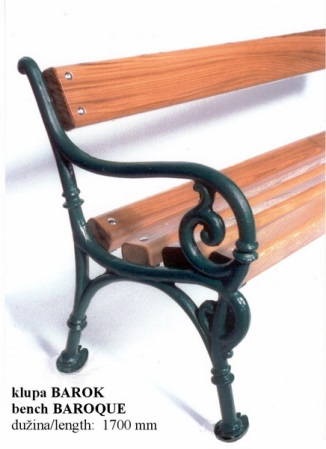 klupa BAROK
bench BAROQUE
dužina/length: 1700 mm